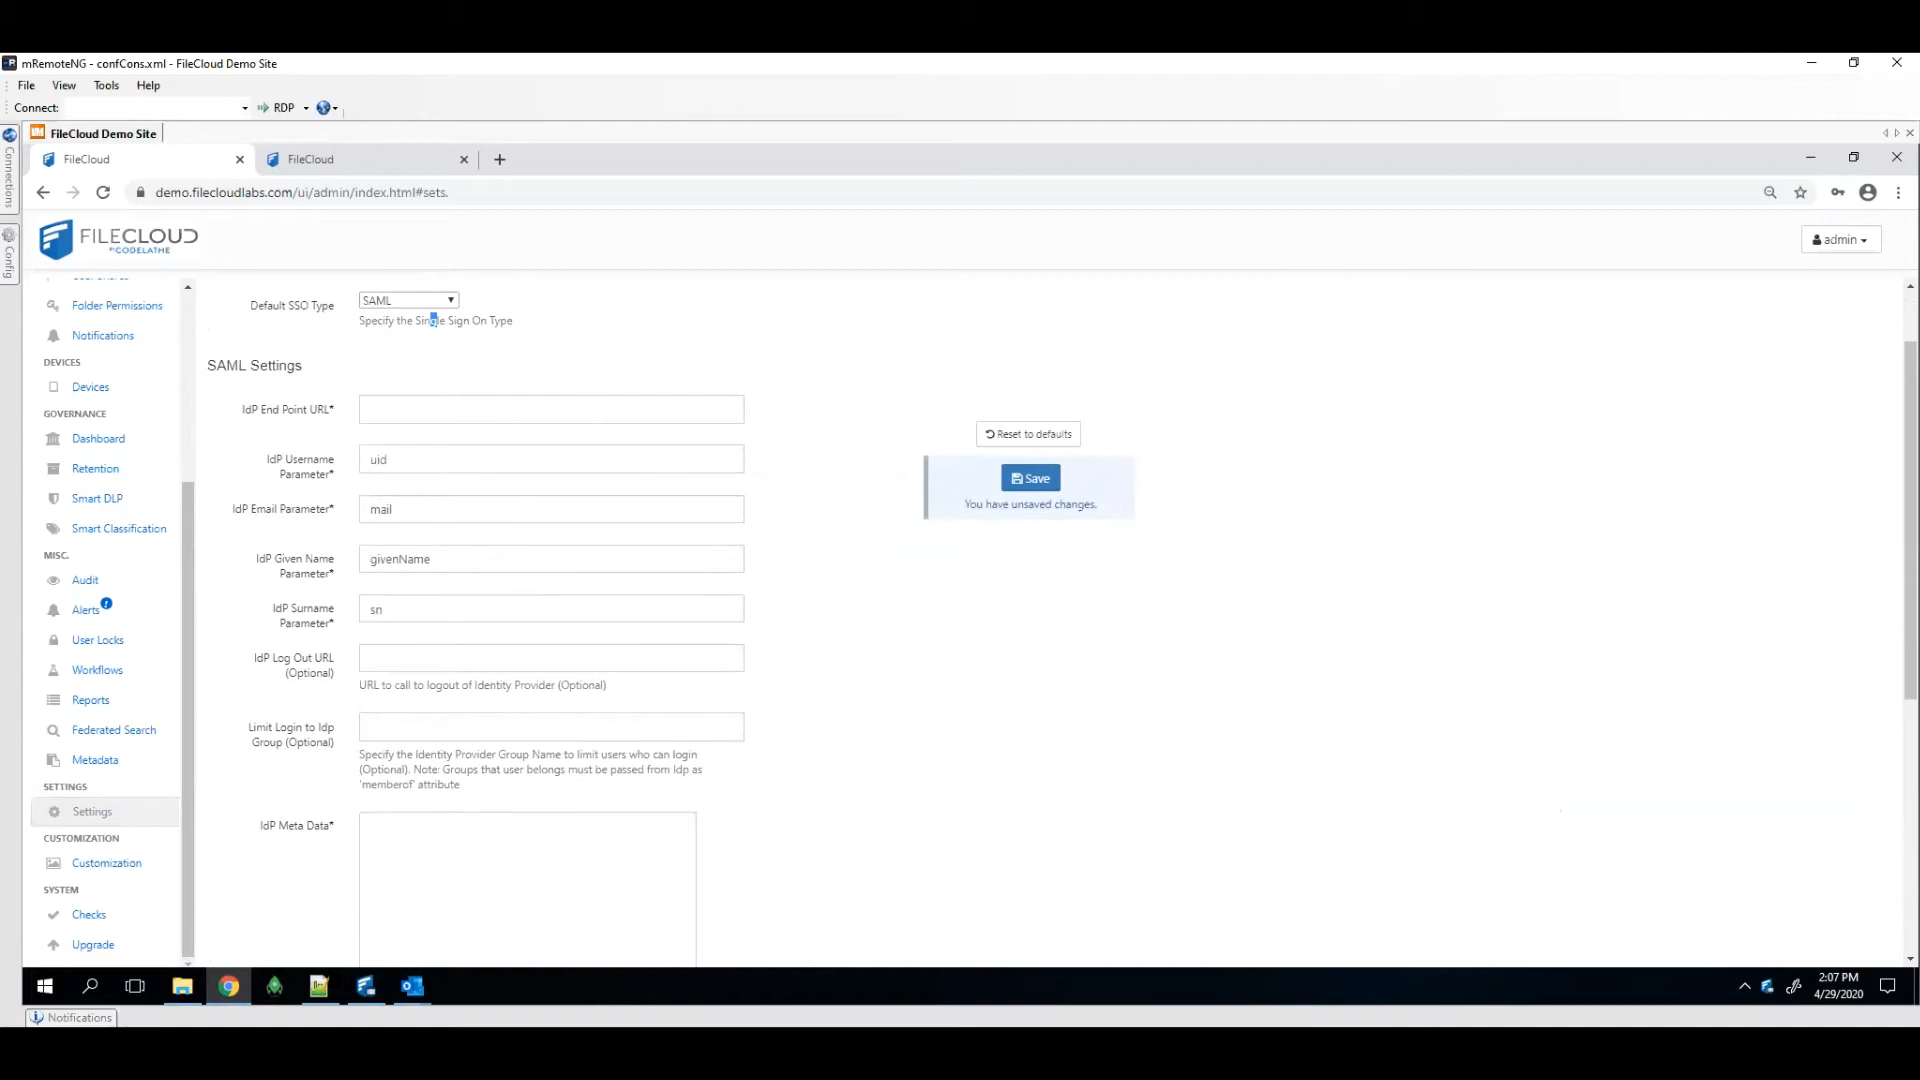 mRemoteNG - confCons.xml - FileCloud Demo Site
File View Tools Help
Connect: RDP
Connections
Config
FileCloud Demo Site
FileCloud
FileCloud
demo.filecloudlabs.com/ui/admin/index.html#sets.
FILECLOUD
BY CODELATHE
admin
Folder Permissions
Notifications
DEVICES
Devices
GOVERNANCE
Dashboard
Retention
Smart DLP
Smart Classification
MISC.
Audit
Alerts
User Locks
Workflows
Reports
Federated Search
Metadata
SETTINGS
Settings
CUSTOMIZATION
Customization
SYSTEM
Checks
Upgrade
Default SSO Type SAML
Specify the Single Sign On Type
SAML Settings
IdP End Point URL*
IdP Username
Parameter*
uid
IdP Email Parameter* mail
IdP Given Name
Parameter*
givenName
IdP Surname
Parameter*
sn
IdP Log Out URL
(Optional)
URL to call to logout of Identity Provider (Optional)
Limit Login to Idp
Group (Optional)
Specify the Identity Provider Group Name to limit users who can login
(Optional). Note: Groups that user belongs must be passed from Idp as
'memberof' attribute
IdP Meta Data*
Reset to defaults
Save
You have unsaved changes.
2:07 PM
4/29/2020
Notifications